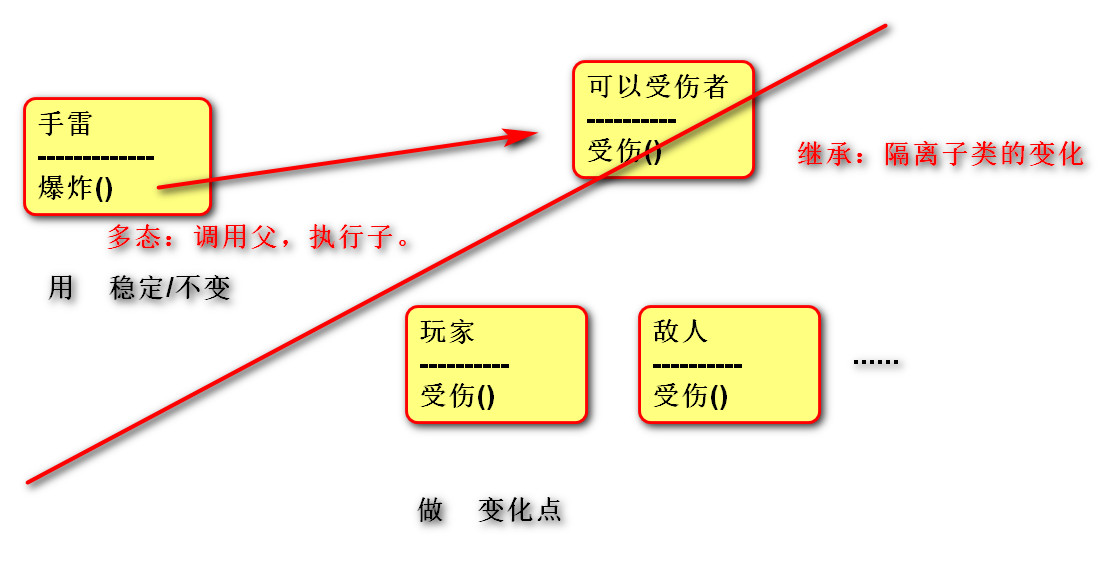 手雷
-------------
爆炸()
可以受伤者
----------
受伤()
继承：隔离子类的变化
多态：调用父，执行子。
用 稳定/不变
玩家
----------
受伤()
敌人
----------
受伤()
......
做 变化点